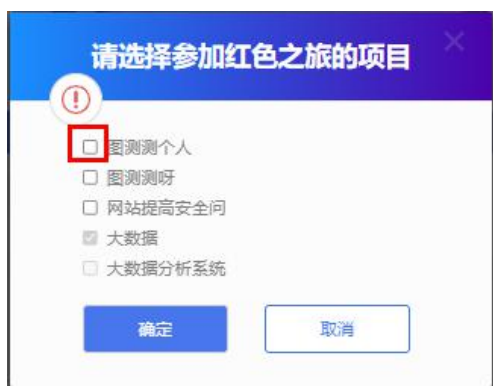 请选择参加红色之旅的项目
图测测个人
图测测呀
网站提高安全问
大数据
大数据分析系统
确定
取消